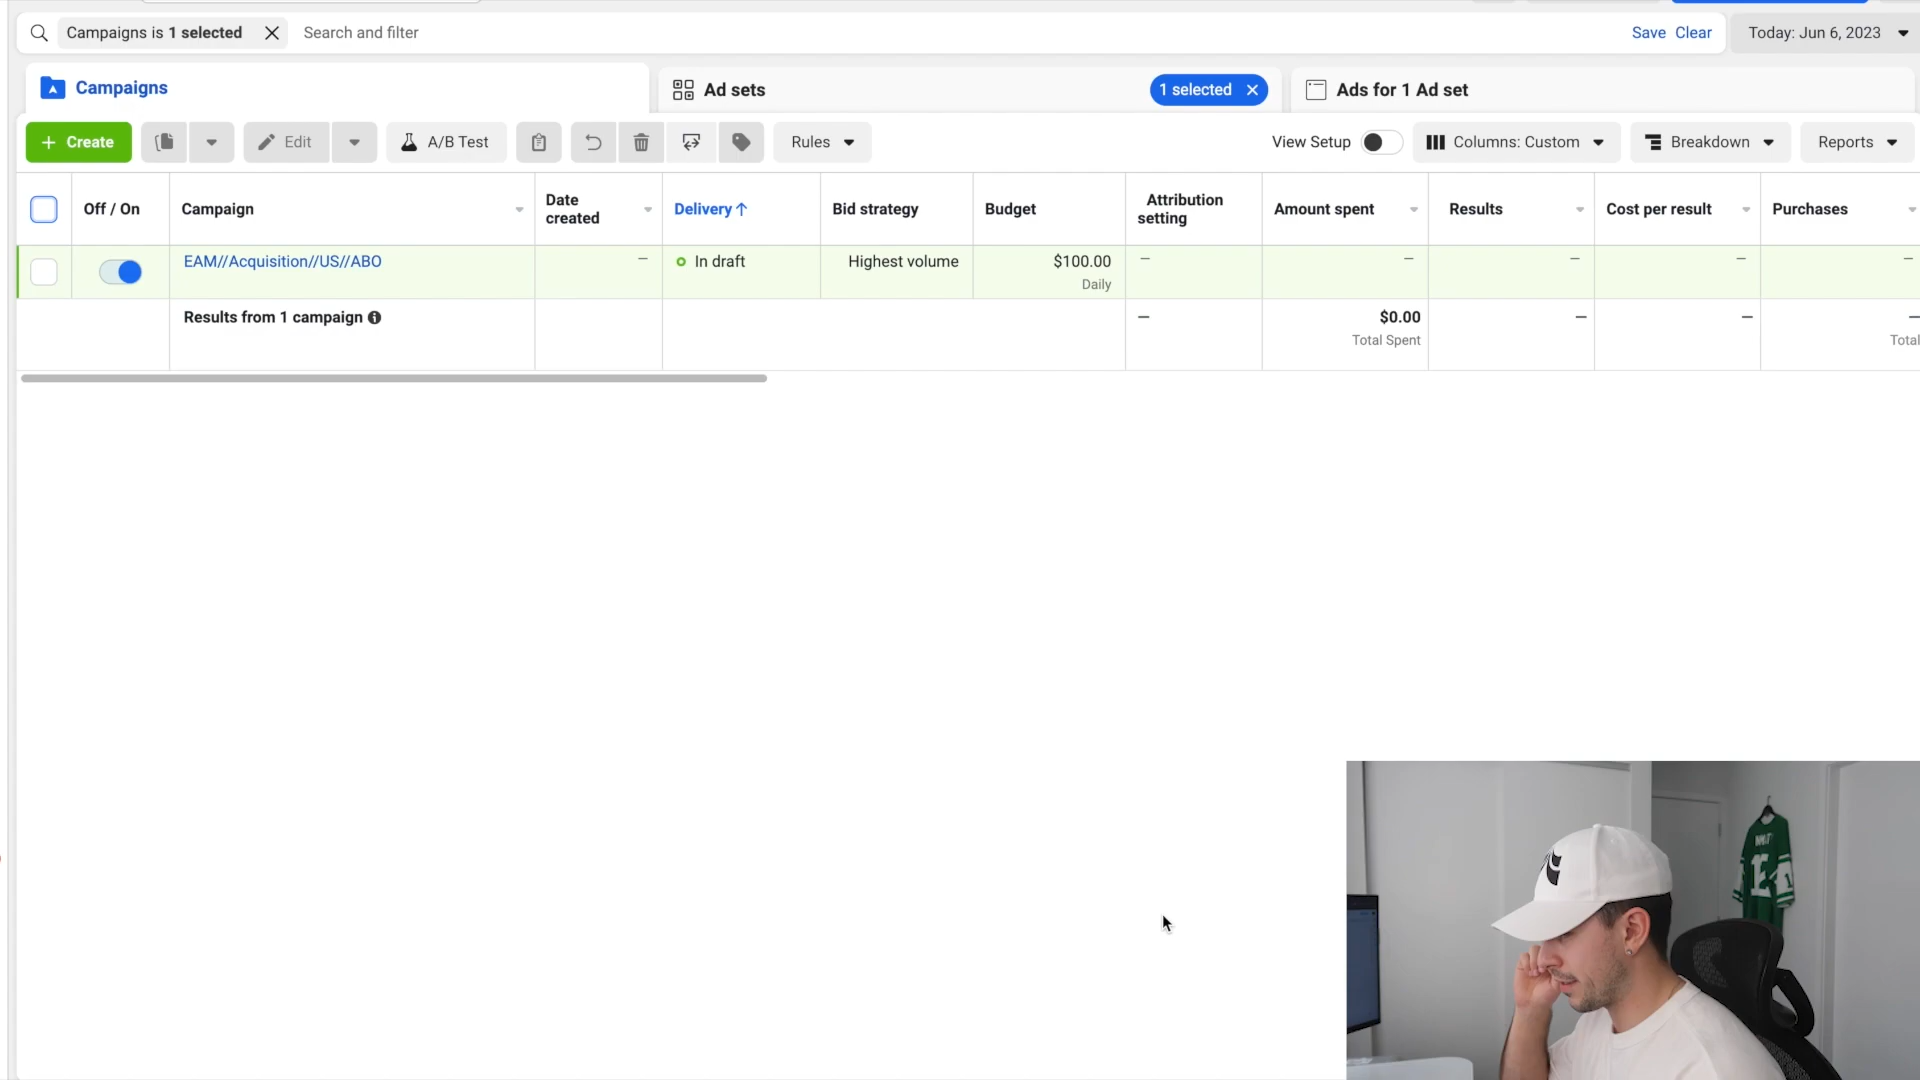 Campaigns is 1 selected
Search and filter
Save Clear
Today: Jun 6, 2023
Campaigns
Ad sets
1 selected
Ads for 1 Ad set
+ Create
Edit
A/B Test
Rules
View Setup
Columns: Custom
Breakdown
Reports
Off / On
Campaign
Date created
Delivery↑
Bid strategy
Budget
Attribution setting
Amount spent
Results
Cost per result
Purchases
EAM//Acquisition//US//ABO
—
In draft
Highest volume
$100.00
Daily
—
—
—
—
—
Results from 1 campaign
—
$0.00
Total Spent
—
—
—
Total